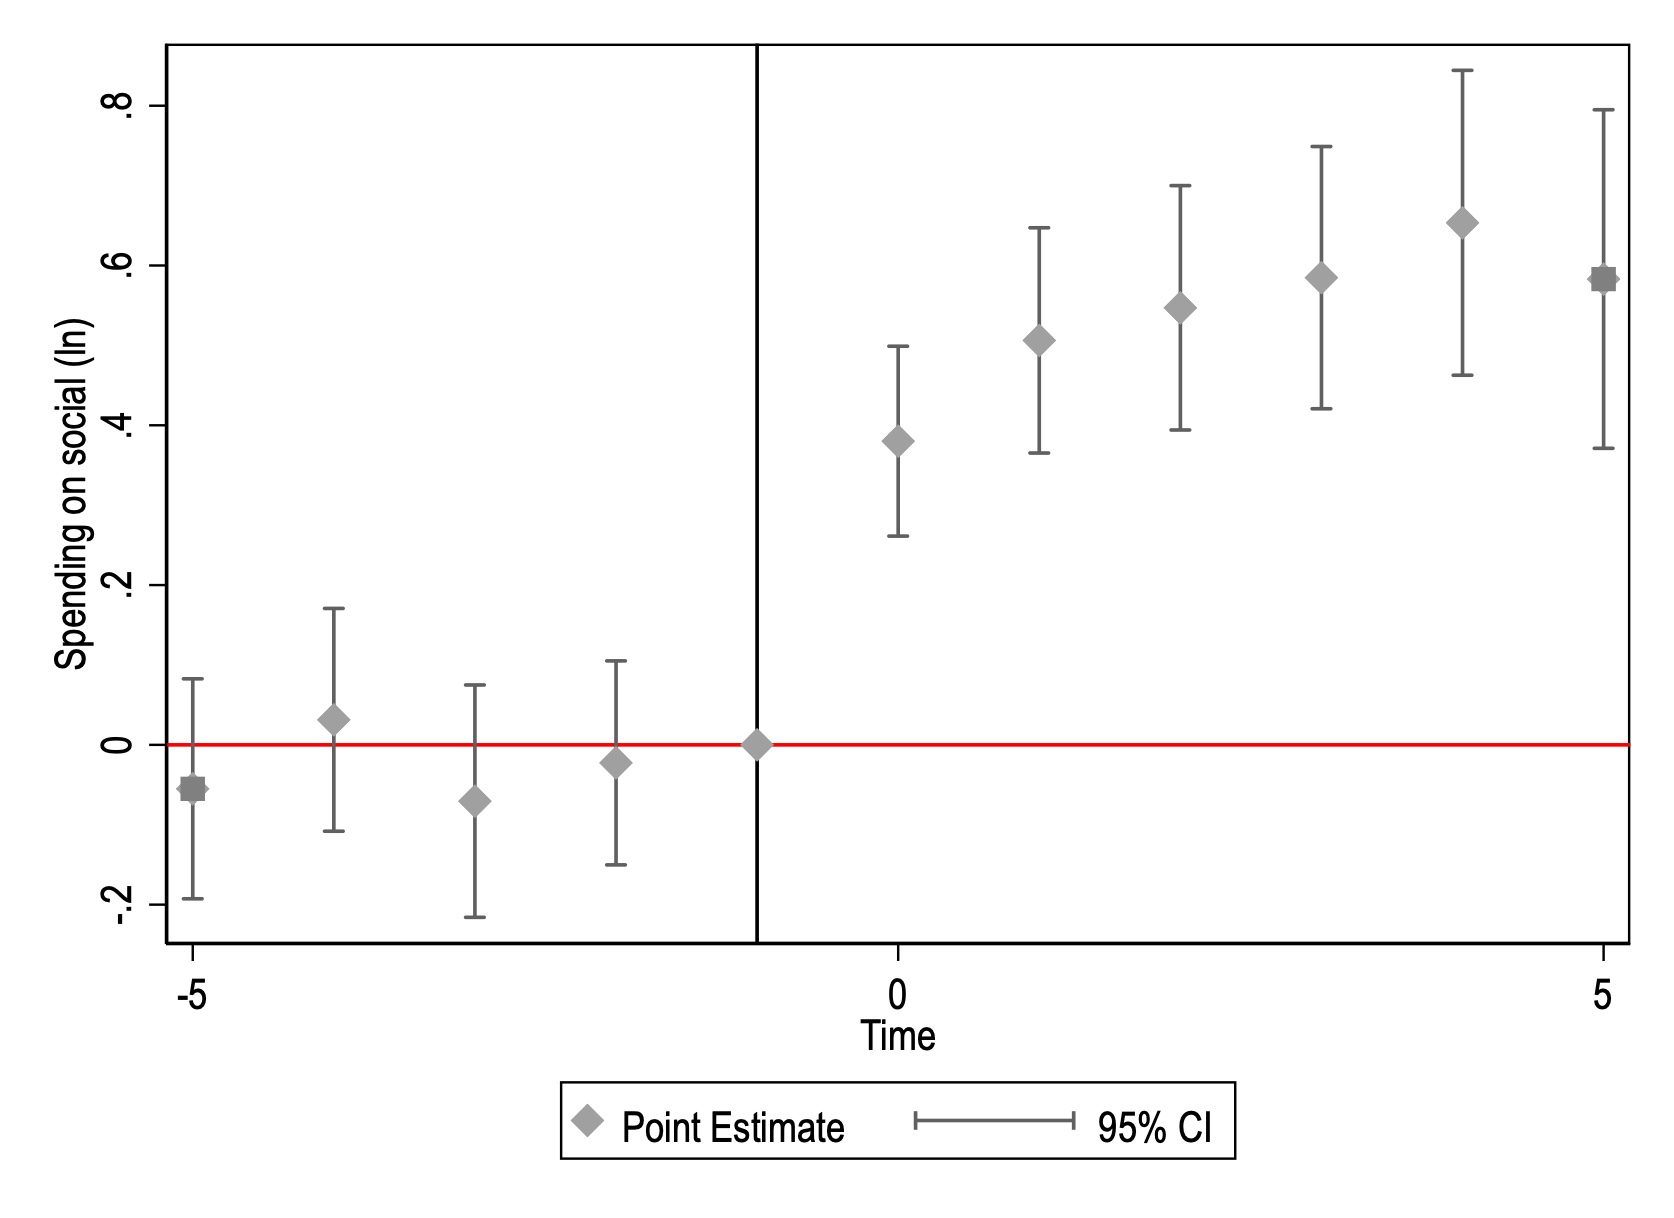 Spending on social (ln)
.8
.6
.4
.2
0
-.2
-5
0
5
Time
Point Estimate
95% CI